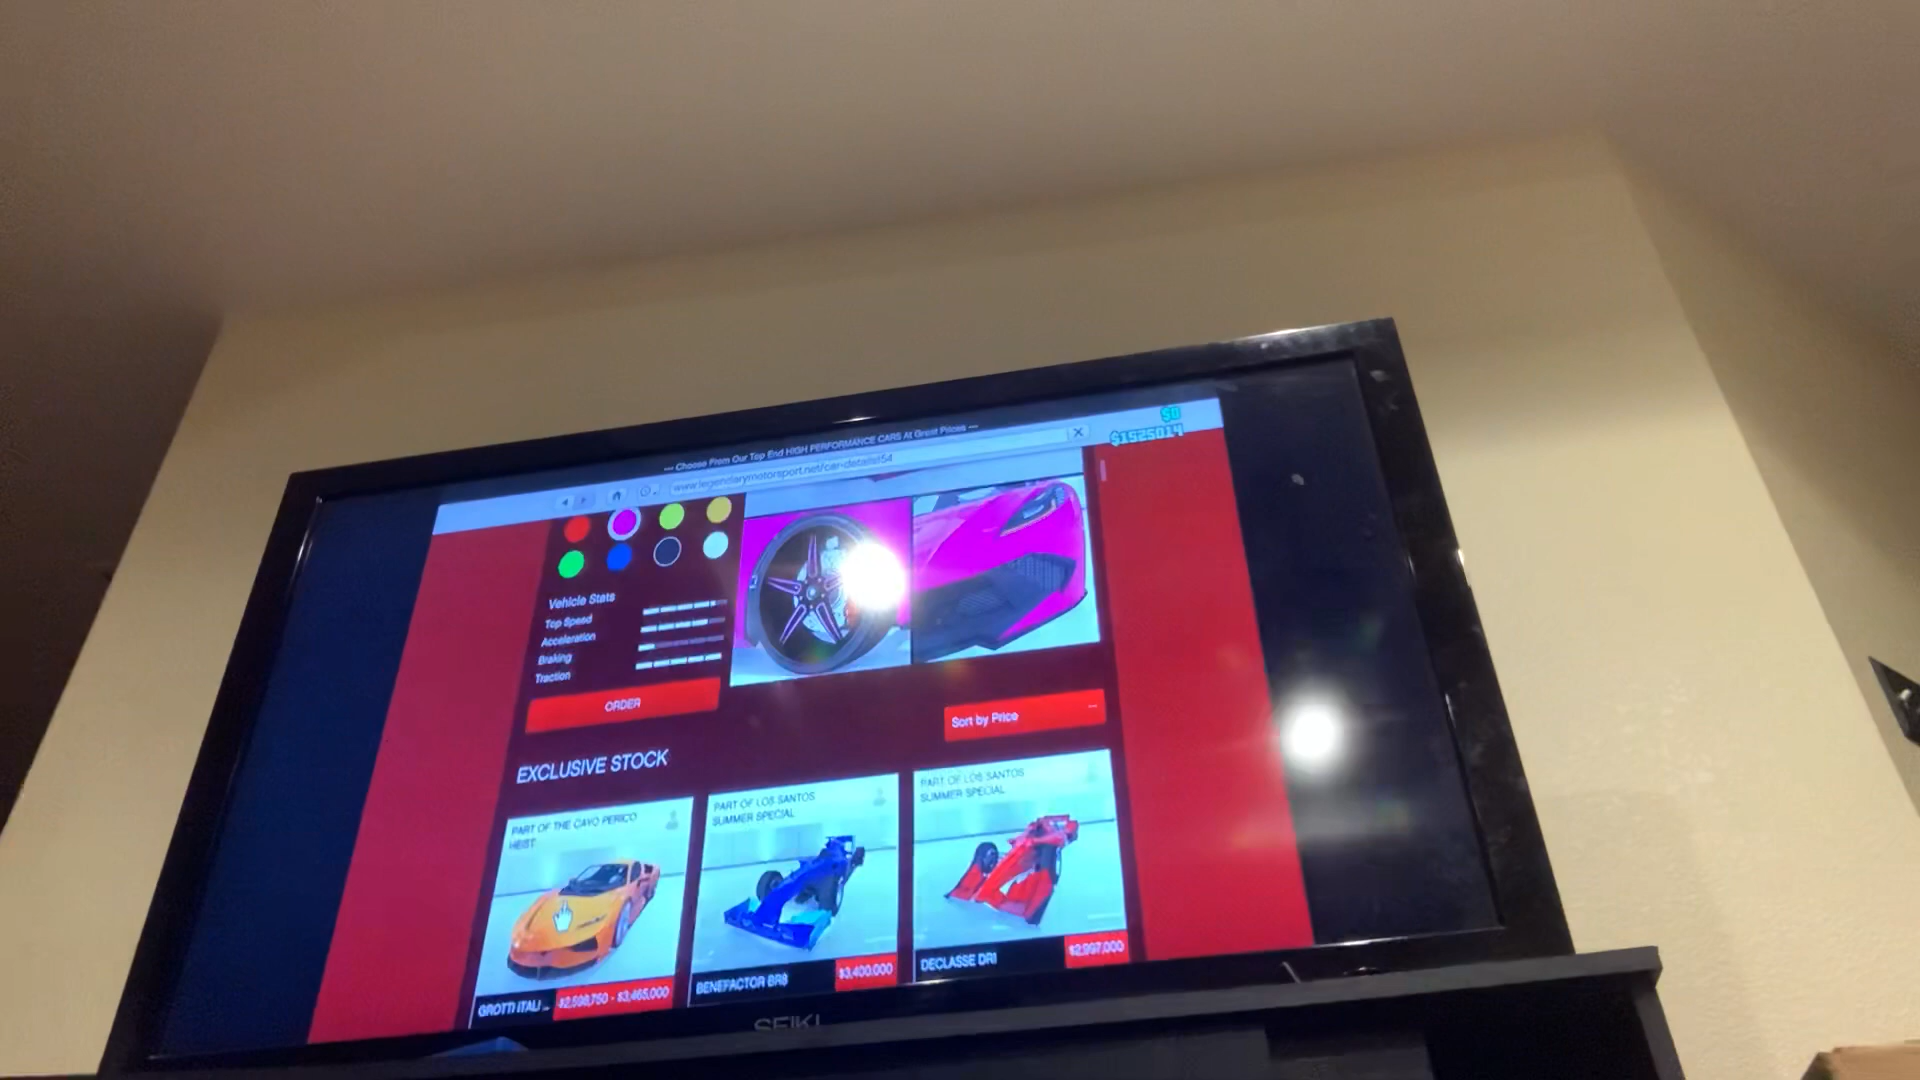 $0
$1525014
--- Choose From Our Top End HIGH PERFORMANCE CARS At Great Prices ---
www.legendarymotorsport.net/car-details/54
Vehicle Stats
Top Speed
Acceleration
Braking
Traction
ORDER
Sort by Price
EXCLUSIVE STOCK
PART OF THE CAYO PERICO
HEIST
GROTTI ITALI ...
$2,598,750 - $3,465,000
PART OF LOS SANTOS
SUMMER SPECIAL
BENEFACTOR BR8
$3,400,000
PART OF LOS SANTOS
SUMMER SPECIAL
DECLASSE DR1
$2,997,000
SEIKI